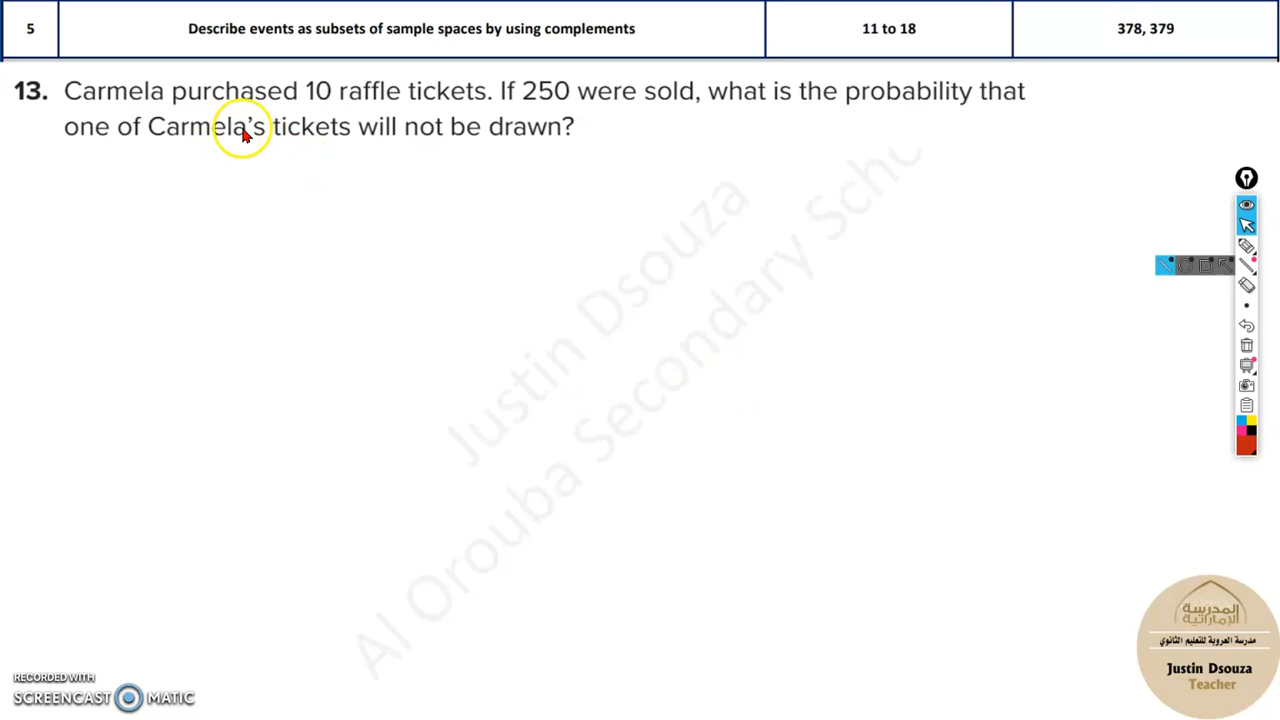 5 Describe events as subsets of sample spaces by using complements 11 to 18 378, 379
13. Carmela purchased 10 raffle tickets. If 250 were sold, what is the probability that
one of Carmela's tickets will not be drawn?
Justin Dsouza
Al Orouba Secondary Scho
المدرسة
الإماراتية
مدرسة العروبة للتعليم الثانوي
Justin Dsouza
Teacher
RECORDED WITH
SCREENCAST MATIC